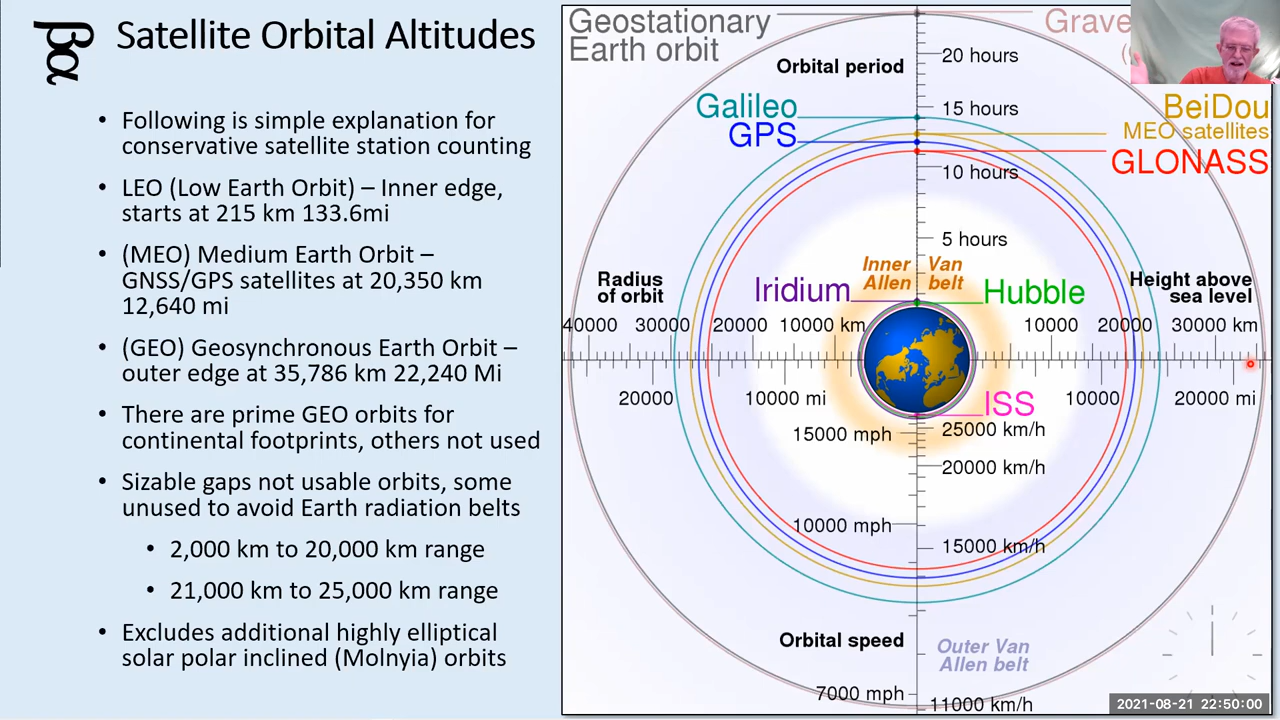 Satellite Orbital Altitudes
• Following is simple explanation for
conservative satellite station counting
• LEO (Low Earth Orbit) – Inner edge,
starts at 215 km 133.6mi
• (MEO) Medium Earth Orbit –
GNSS/GPS satellites at 20,350 km
12,640 mi
• (GEO) Geosynchronous Earth Orbit –
outer edge at 35,786 km 22,240 Mi
• There are prime GEO orbits for
continental footprints, others not used
• Sizable gaps not usable orbits, some
unused to avoid Earth radiation belts
• 2,000 km to 20,000 km range
• 21,000 km to 25,000 km range
• Excludes additional highly elliptical
solar polar inclined (Molnyia) orbits
Geostationary
Earth orbit
Grave
(
Orbital period
20 hours
15 hours
10 hours
5 hours
Galileo
GPS
BeiDou
MEO satellites
GLONASS
Inner Van
Allen belt
Radius
of orbit
Iridium
Hubble
Height above
sea level
40000 30000 20000 10000 km
10000 20000 30000 km
20000 10000 mi
10000 20000 mi
ISS
15000 mph
25000 km/h
20000 km/h
10000 mph
15000 km/h
Orbital speed
Outer Van
Allen belt
7000 mph
11000 km/h
2021-08-21 22:50:00